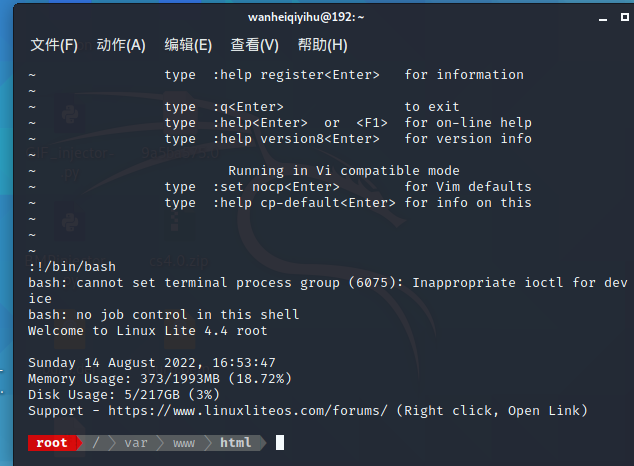 wanheiqiyihu@192:~
文件(F) 动作(A) 编辑(E) 查看(V) 帮助(H)
~ type :help register<Enter> for information
~
~ type :q<Enter> to exit
~ type :help<Enter> or <F1> for on-line help
~ type :help version8<Enter> for version info
~
~ Running in Vi compatible mode
~ type :set nocp<Enter> for Vim defaults
~ type :help cp-default<Enter> for info on this
~
~
~
:!/bin/bash
bash: cannot set terminal process group (6075): Inappropriate ioctl for dev
ice
bash: no job control in this shell
Welcome to Linux Lite 4.4 root
Sunday 14 August 2022, 16:53:47
Memory Usage: 373/1993MB (18.72%)
Disk Usage: 5/217GB (3%)
Support - https://www.linuxliteos.com/forums/ (Right click, Open Link)
root / var www html